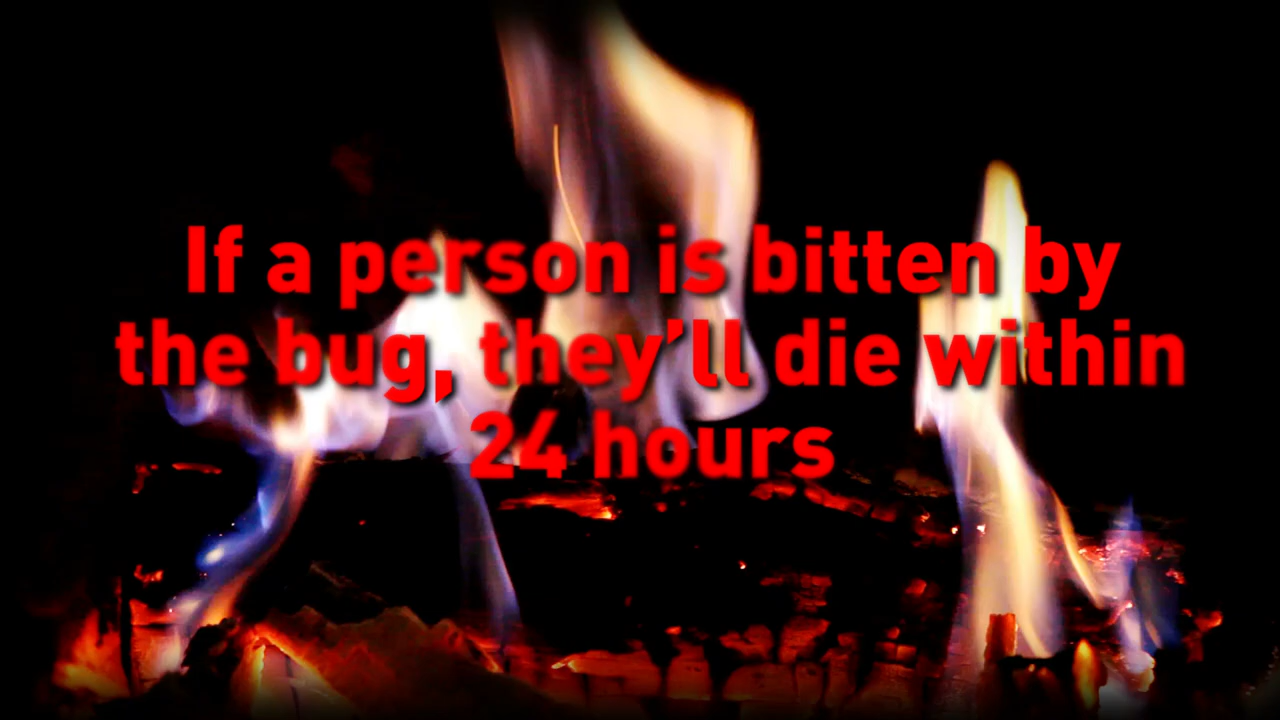 If a person is bitten by
the bug, they’ll die within
24 hours